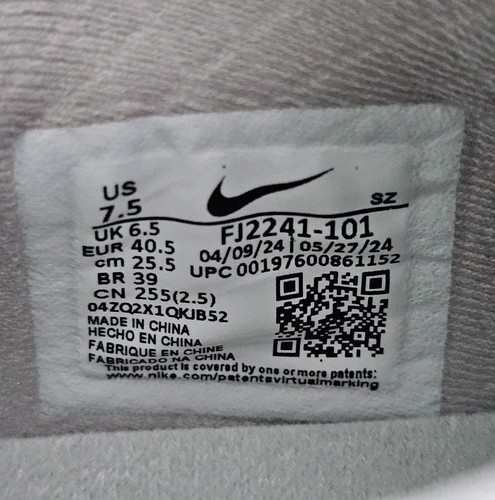 US
7.5
SZ
UK 6.5
EUR 40.5
cm 25.5
BR 39
CN 255(2.5)
FJ2241-101
04/09/24 | 05/27/24
UPC 00197600861152
04ZQ2X1QKJB52
MADE IN CHINA
HECHO EN CHINA
FABRIQUE EN CHINE
FABRICADO NA CHINA
This product is covered by one or more patents:
www.nike.com/patentsvirtualmarking